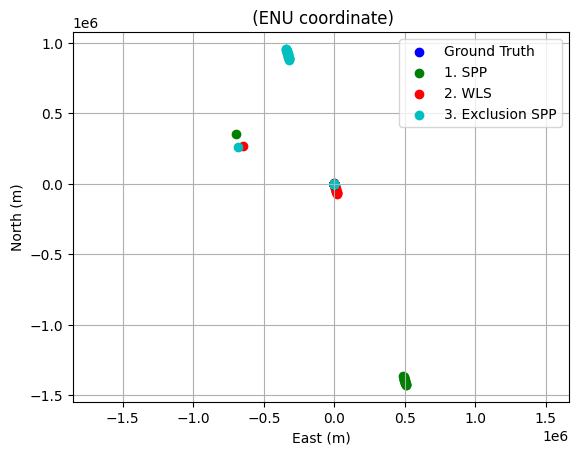 (ENU coordinate)
1e6
Ground Truth
1. SPP
2. WLS
3. Exclusion SPP
North (m)
1.0
0.5
0.0
−0.5
−1.0
−1.5
−1.5 −1.0 −0.5 0.0 0.5 1.0 1.5
East (m)
1e6